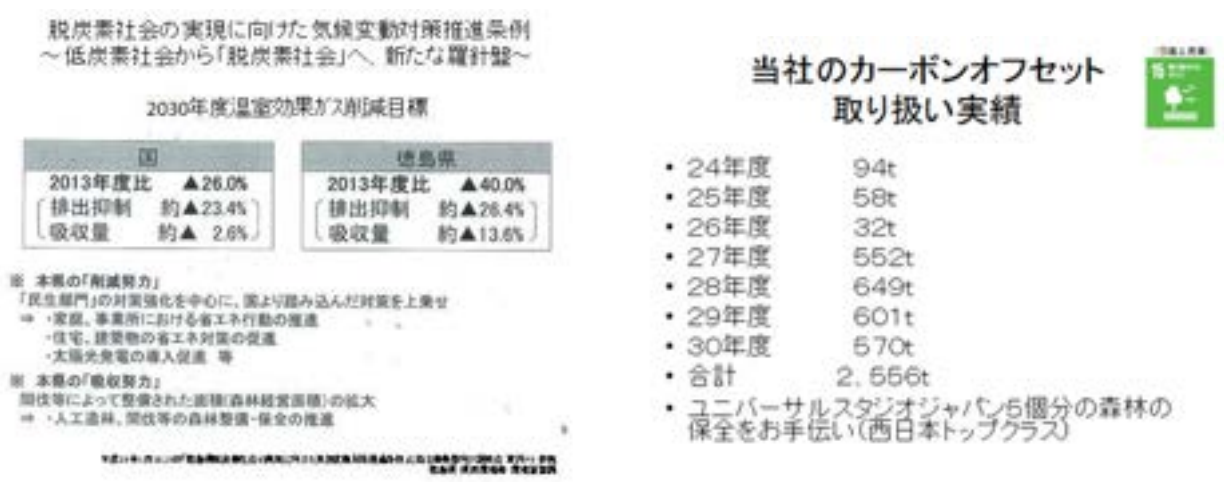 脱炭素社会の実現に向けた気候変動対策推進条例
～低炭素社会から「脱炭素社会」へ、新たな羅針盤～
2030年度温室効果ガス削減目標
国
2013年度比 ▲26.0%
排出抑制 約▲23.4%
吸収量 約▲ 2.6%
徳島県
2013年度比 ▲40.0%
排出抑制 約▲26.4%
吸収量 約▲13.6%
※ 本県の「削減努力」
「民生部門」の対策強化を中心に、国より踏み込んだ対策を上乗せ
⇒ ・家庭、事業所における省エネ行動の推進
・住宅、建築物の省エネ対策の促進
・太陽光発電の導入促進 等
※ 本県の「吸収努力」
間伐等によって整備された面積(森林経営面積)の拡大
⇒ ・人工造林、間伐等の森林整備・保全の推進
当社のカーボンオフセット
取り扱い実績
15
• 24年度 94t
• 25年度 58t
• 26年度 32t
• 27年度 552t
• 28年度 649t
• 29年度 601t
• 30年度 570t
• 合計 2,556t
• ユニバーサルスタジオジャパン5個分の森林の
保全をお手伝い(西日本トップクラス)